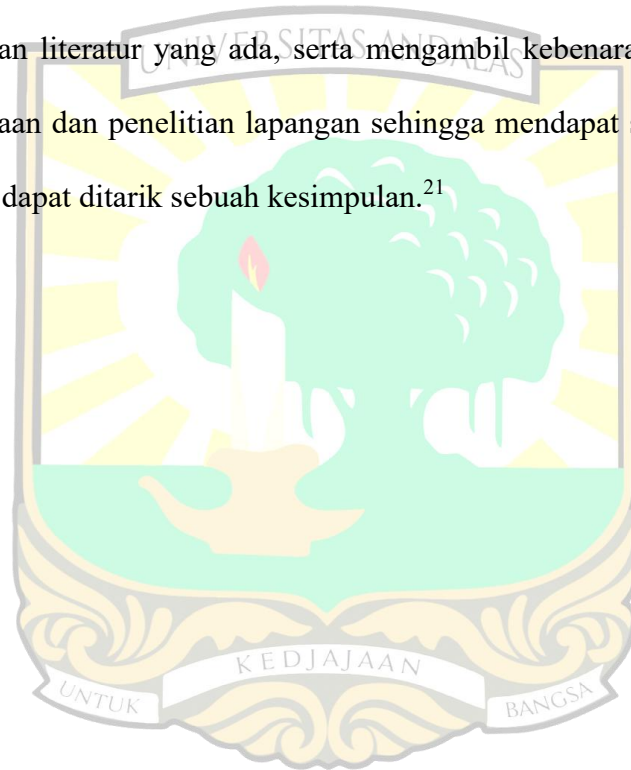 an literatur yang ada, serta mengambil kebenara
UNIVERSITAS ANDALAS
aan dan penelitian lapangan sehingga mendapat s
dapat ditarik sebuah kesimpulan.21
KEDJAJAAN
UNTUK BANGSA